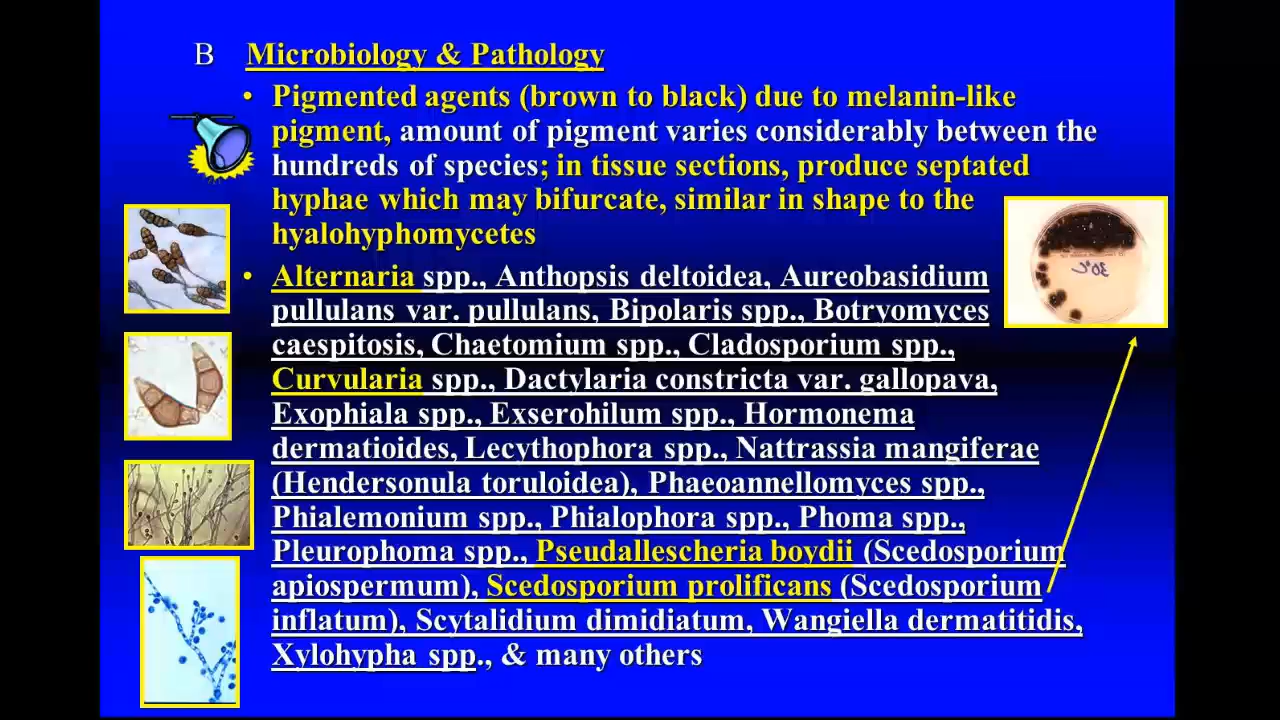 B Microbiology & Pathology
• Pigmented agents (brown to black) due to melanin-like
pigment, amount of pigment varies considerably between the
hundreds of species; in tissue sections, produce septated
hyphae which may bifurcate, similar in shape to the
hyalohyphomycetes
• Alternaria spp., Anthopsis deltoidea, Aureobasidium
pullulans var. pullulans, Bipolaris spp., Botryomyces
caespitosis, Chaetomium spp., Cladosporium spp.,
Curvularia spp., Dactylaria constricta var. gallopava,
Exophiala spp., Exserohilum spp., Hormonema
dermatioides, Lecythophora spp., Nattrassia mangiferae
(Hendersonula toruloidea), Phaeoannellomyces spp.,
Phialemonium spp., Phialophora spp., Phoma spp.,
Pleurophoma spp., Pseudallescheria boydii (Scedosporium
apiospermum), Scedosporium prolificans (Scedosporium
inflatum), Scytalidium dimidiatum, Wangiella dermatitidis,
Xylohypha spp., & many others
30°C